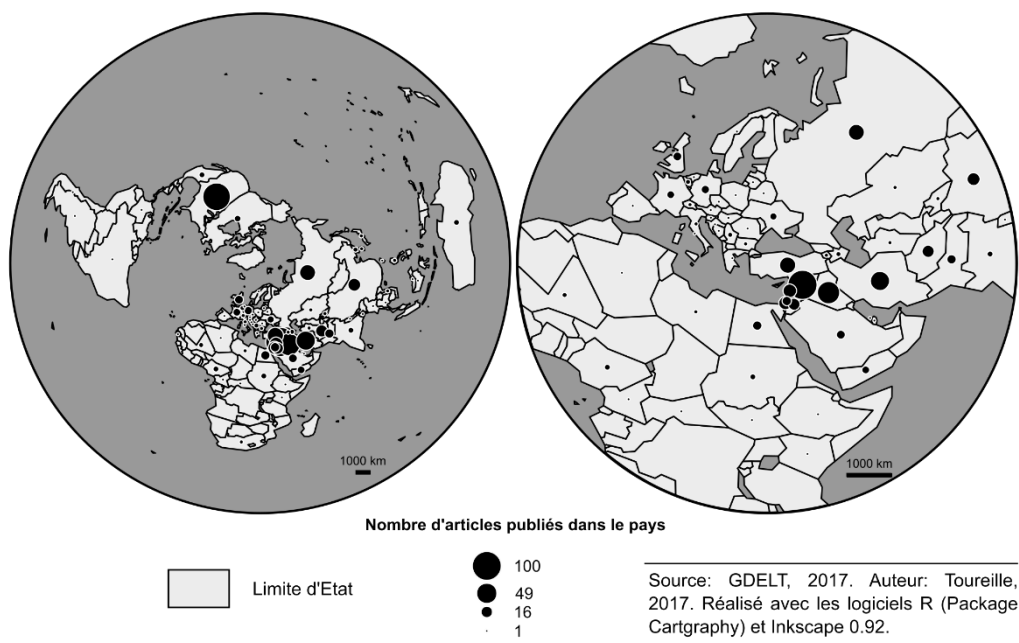 1000 km
1000 km
Nombre d'articles publiés dans le pays
Limite d'Etat
100
49
16
1
Source: GDELT, 2017. Auteur: Toureille,
2017. Réalisé avec les logiciels R (Package
Cartgraphy) et Inkscape 0.92.